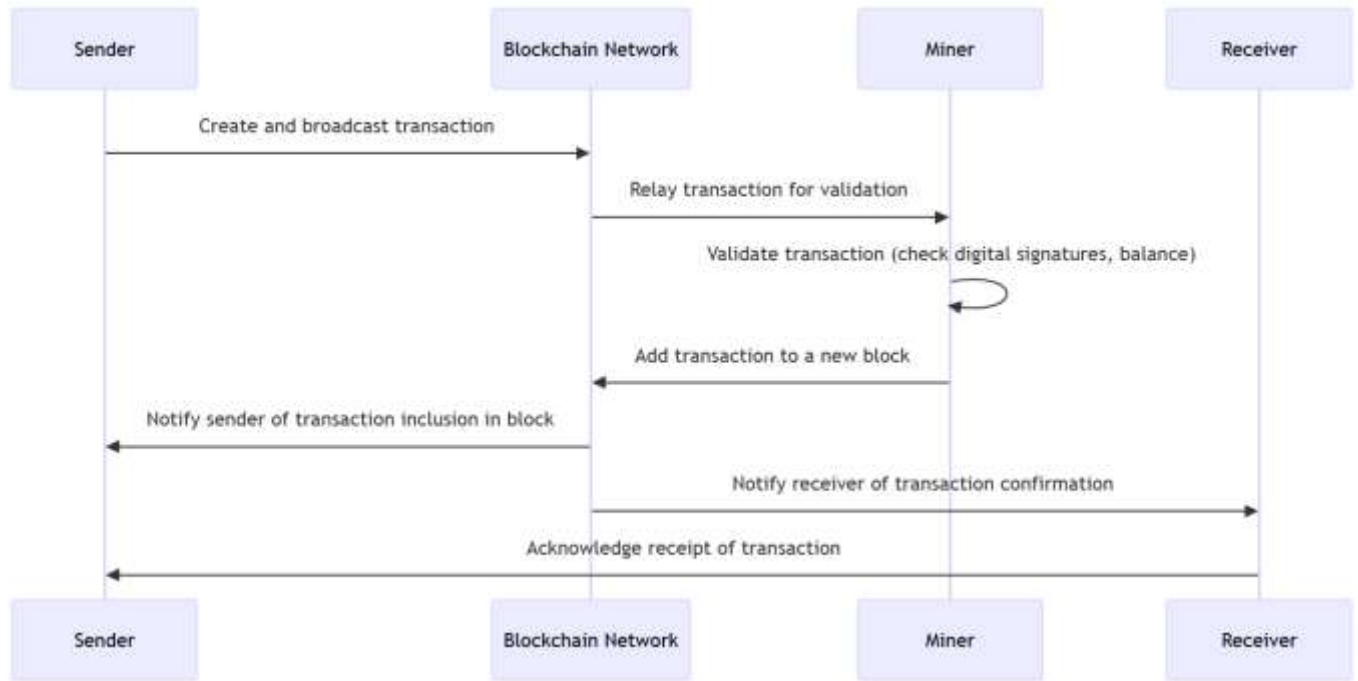 Sender
Blockchain Network
Miner
Receiver
Create and broadcast transaction
Relay transaction for validation
Validate transaction (check digital signatures, balance)
Add transaction to a new block
Notify sender of transaction inclusion in block
Notify receiver of transaction confirmation
Acknowledge receipt of transaction
Sender
Blockchain Network
Miner
Receiver